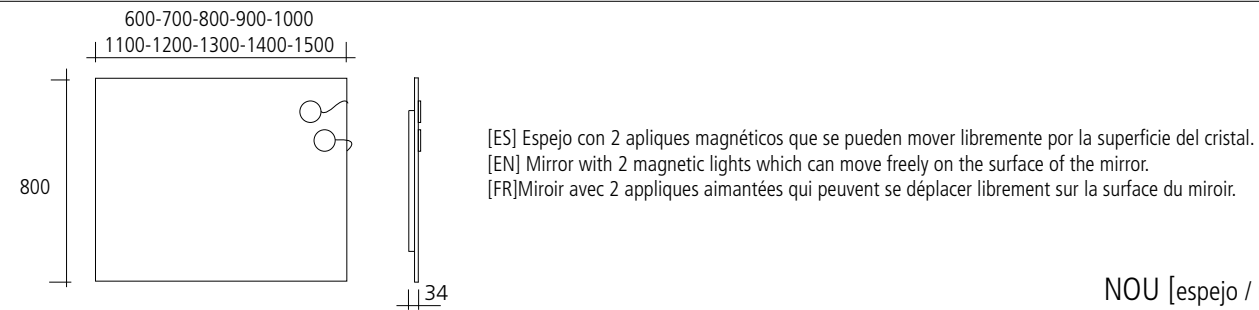 600-700-800-900-1000
1100-1200-1300-1400-1500
800
34
[ES] Espejo con 2 apliques magnéticos que se pueden mover libremente por la superficie del cristal.
[EN] Mirror with 2 magnetic lights which can move freely on the surface of the mirror.
[FR]Miroir avec 2 appliques aimantées qui peuvent se déplacer librement sur la surface du miroir.
NOU [espejo /